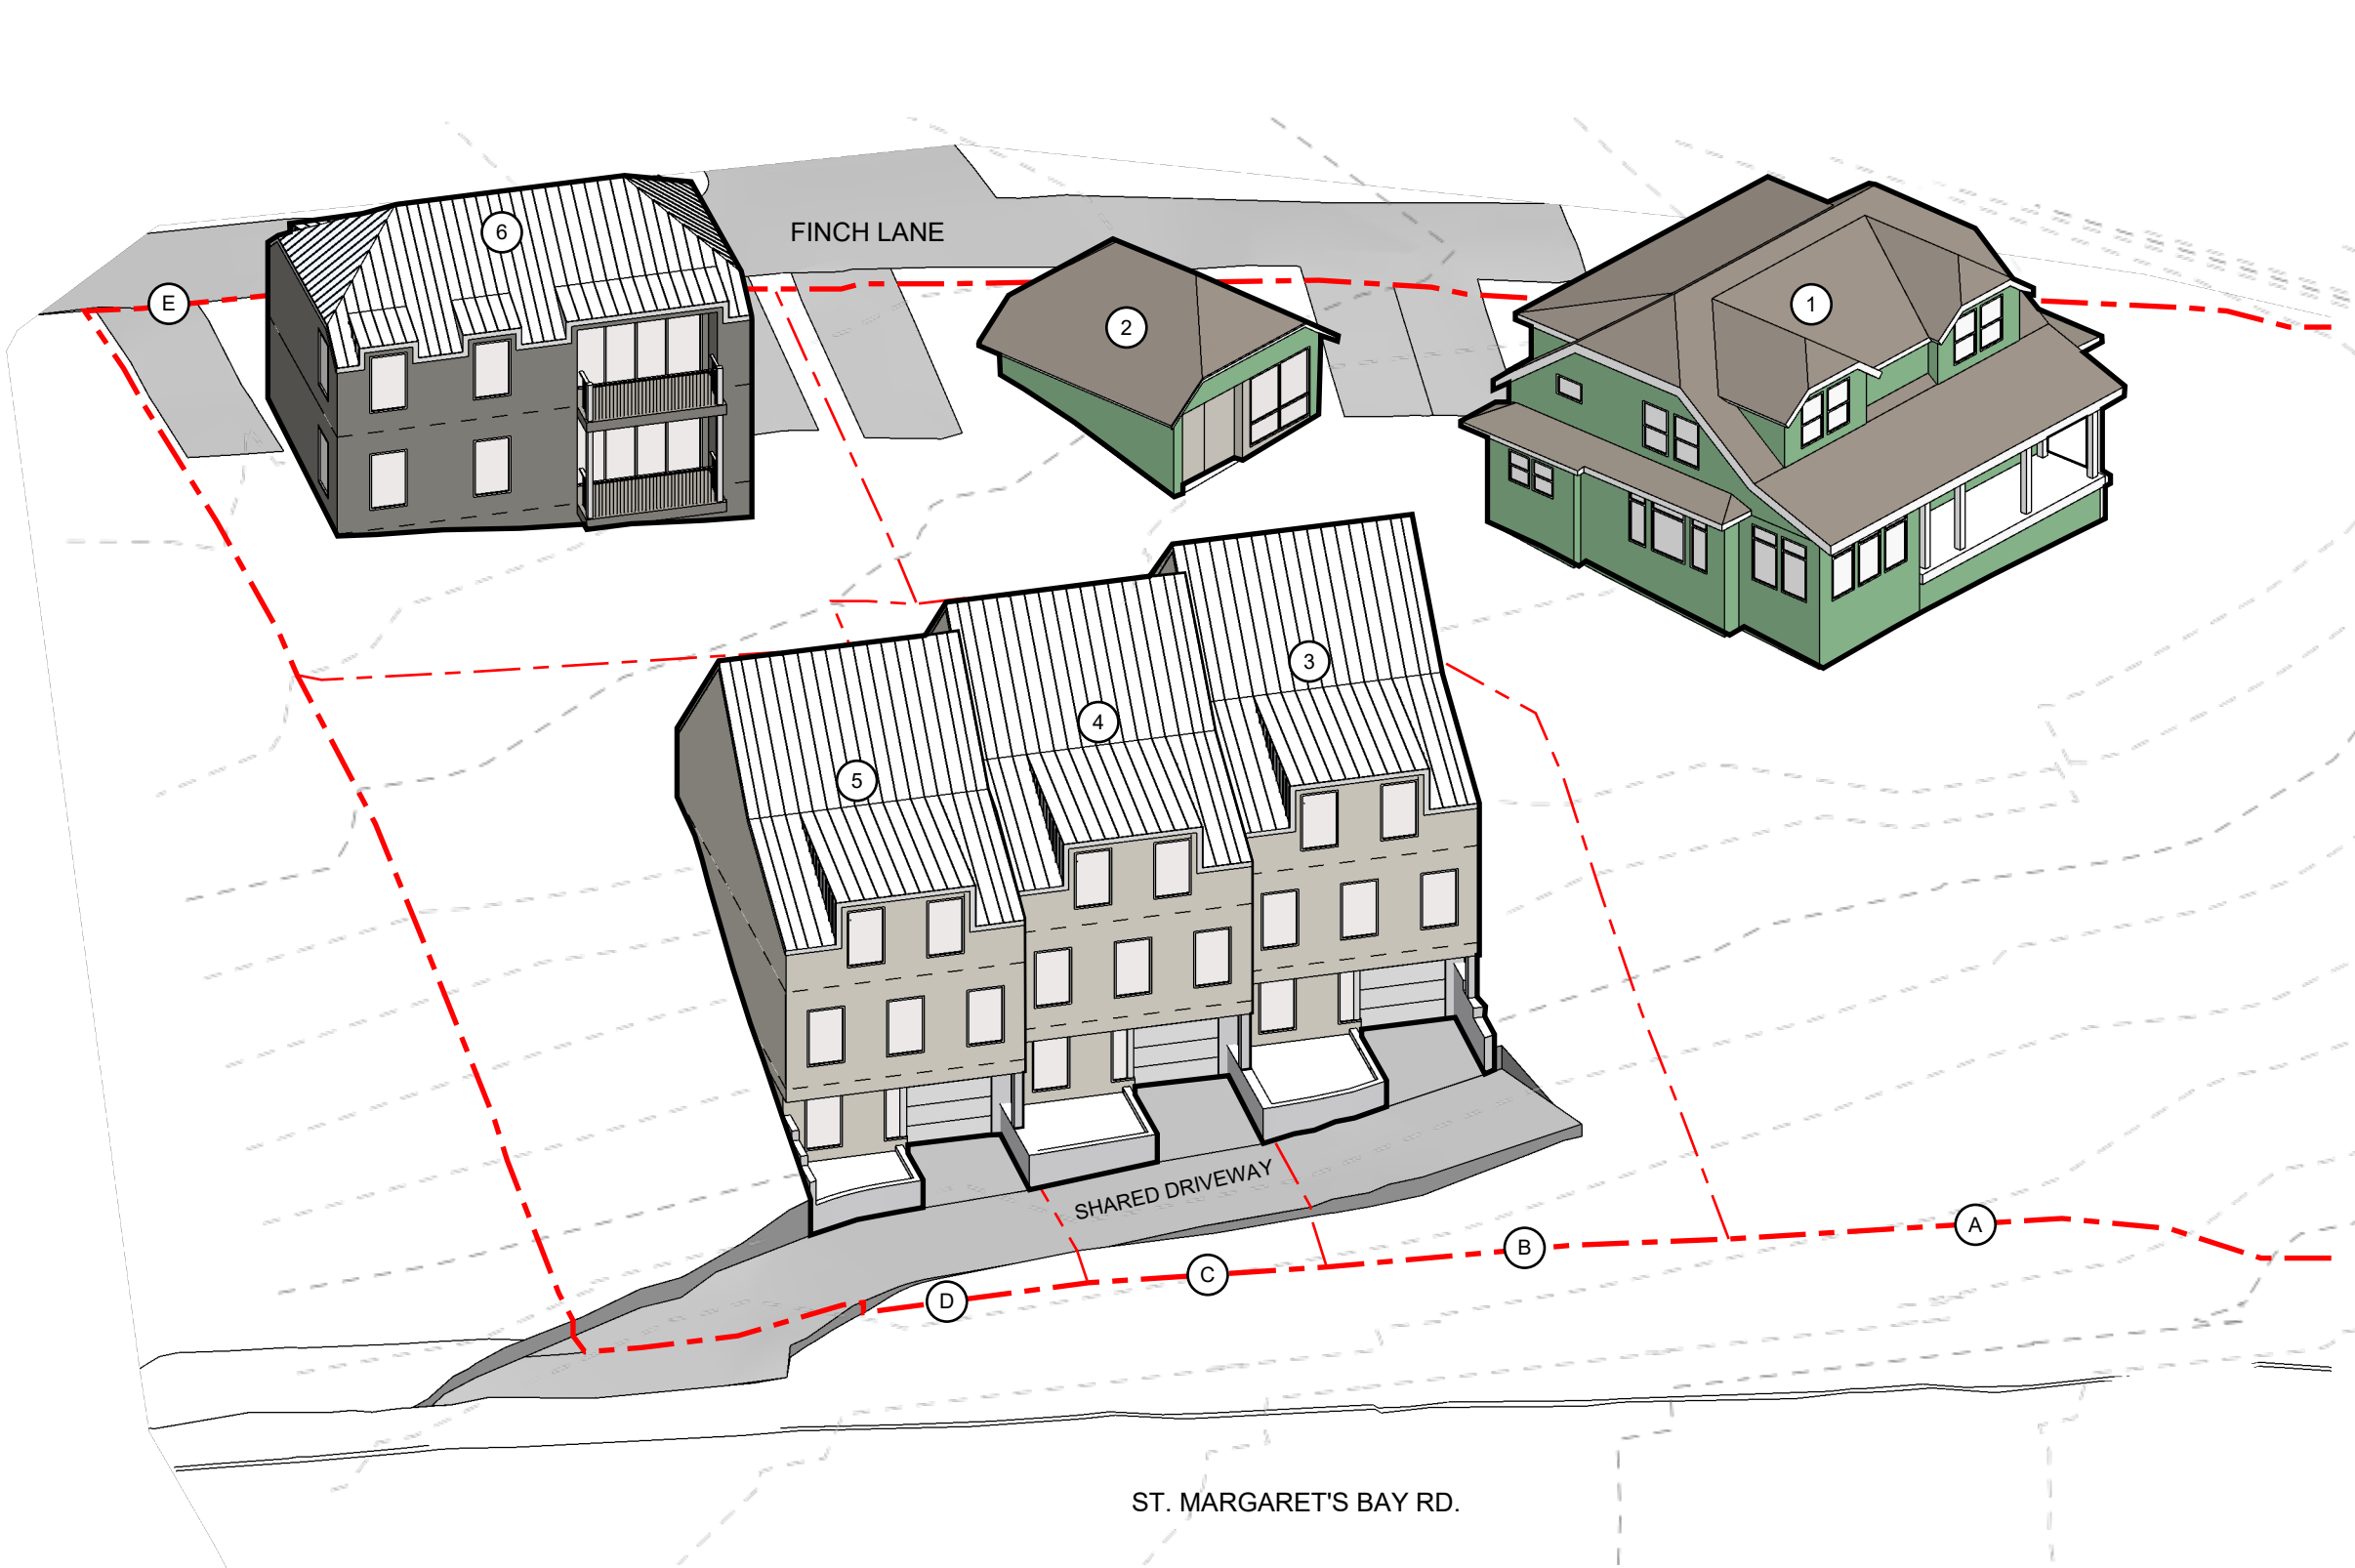 6
FINCH LANE
E
2
1
3
4
5
SHARED DRIVEWAY
A
B
C
D
ST. MARGARET'S BAY RD.